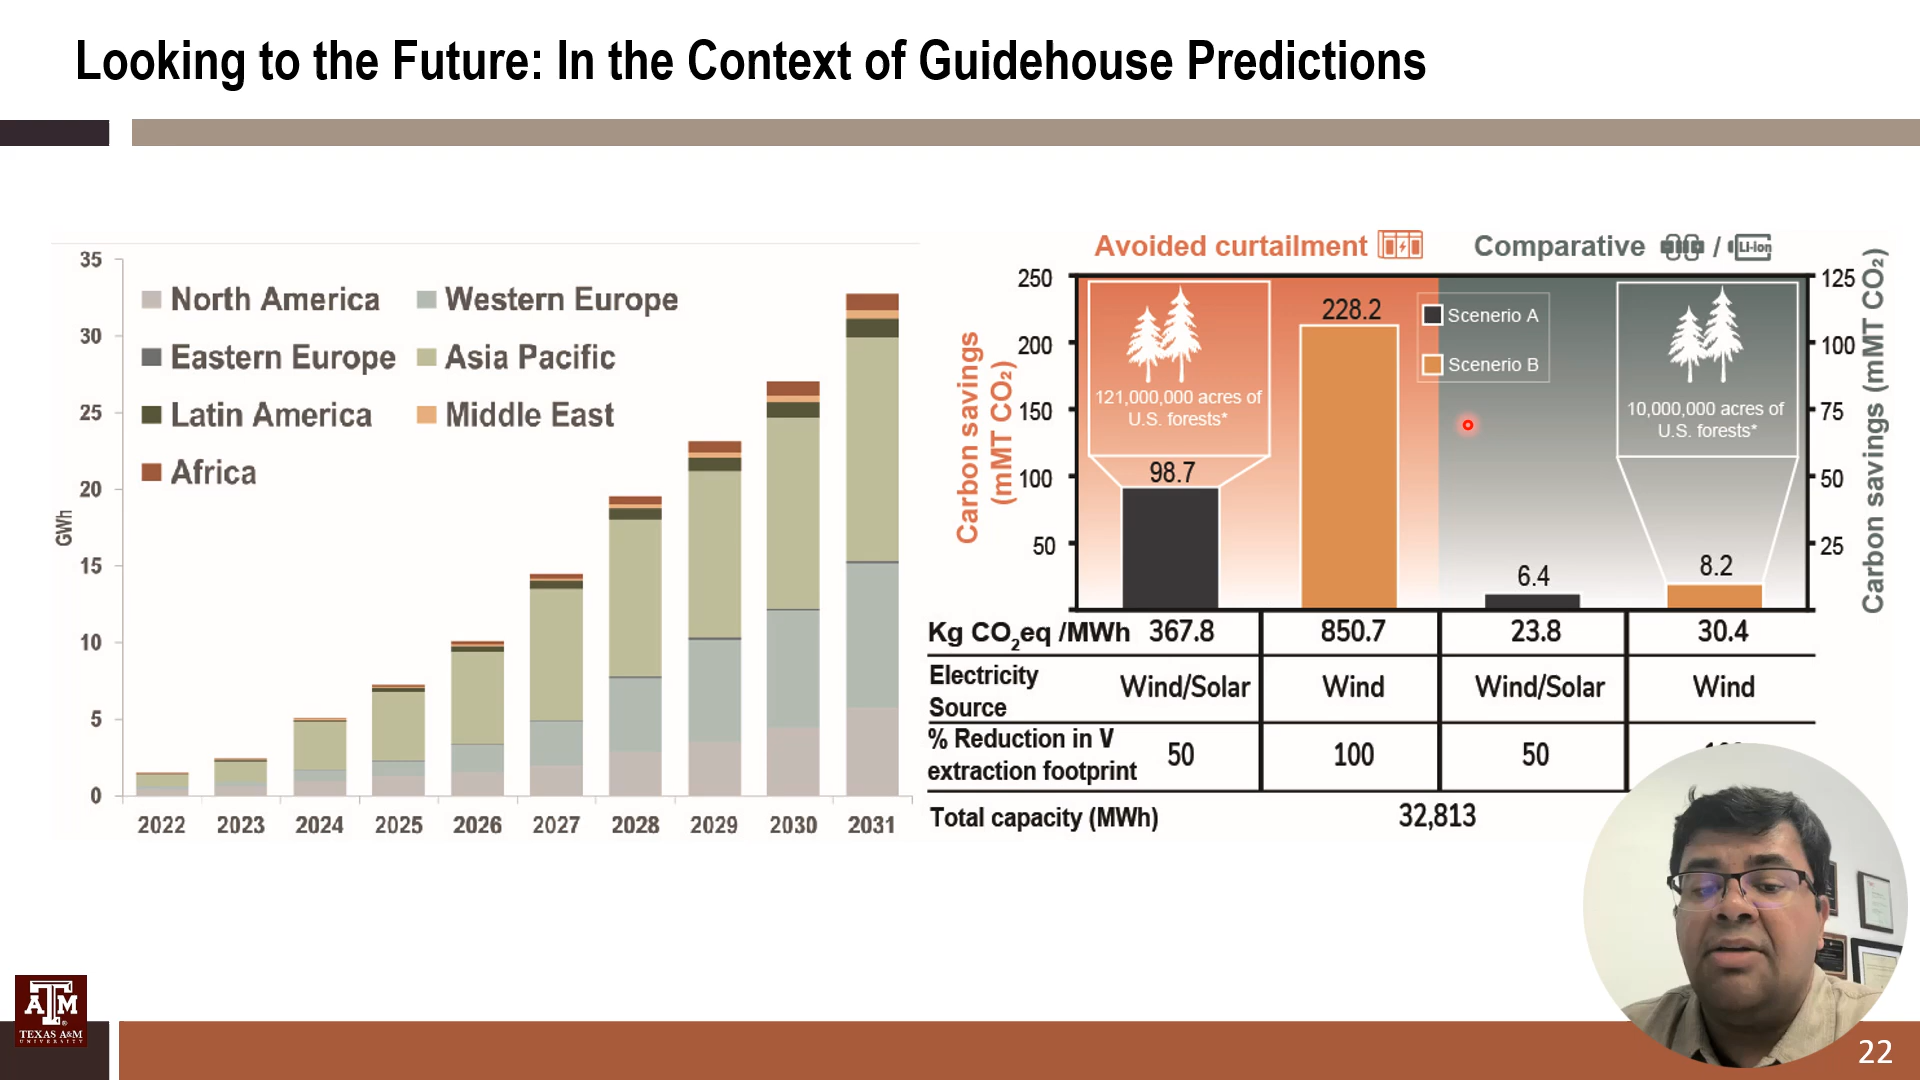 Looking to the Future: In the Context of Guidehouse Predictions
35
30
25
20
15
10
5
0
GWh
North America
Western Europe
Eastern Europe
Asia Pacific
Latin America
Middle East
Africa
2022 2023 2024 2025 2026 2027 2028 2029 2030 2031
Avoided curtailment
Comparative / Li-Ion
Carbon savings
(mMT CO₂)
250
200
150
100
50
121,000,000 acres of
U.S. forests*
98.7
228.2
Scenerio A
Scenerio B
10,000,000 acres of
U.S. forests*
6.4
8.2
125
100
75
50
25
Carbon savings (mMT CO₂)
Kg CO₂eq /MWh 367.8 850.7 23.8 30.4
Electricity
Source
Wind/Solar Wind Wind/Solar Wind
% Reduction in V
extraction footprint
50 100 50
Total capacity (MWh) 32,813
ATM
TEXAS A&M
UNIVERSITY
22